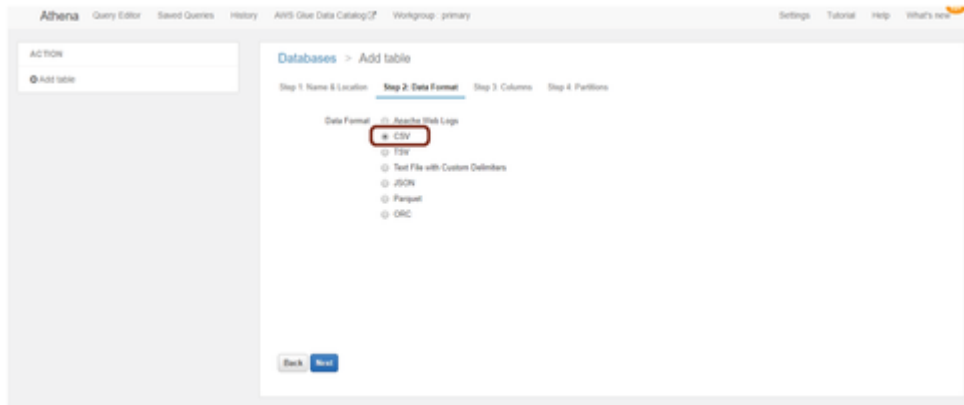 Athena Query Editor Saved Queries History AWS Glue Data Catalog Workgroup : primary Settings Tutorial Help What's new
ACTION
Add table
Databases > Add table
Step 1: Name & Location Step 2: Data Format Step 3: Columns Step 4: Partitions
Data Format Apache Web Logs
CSV
TSV
Text File with Custom Delimiters
JSON
Parquet
ORC
Back Next